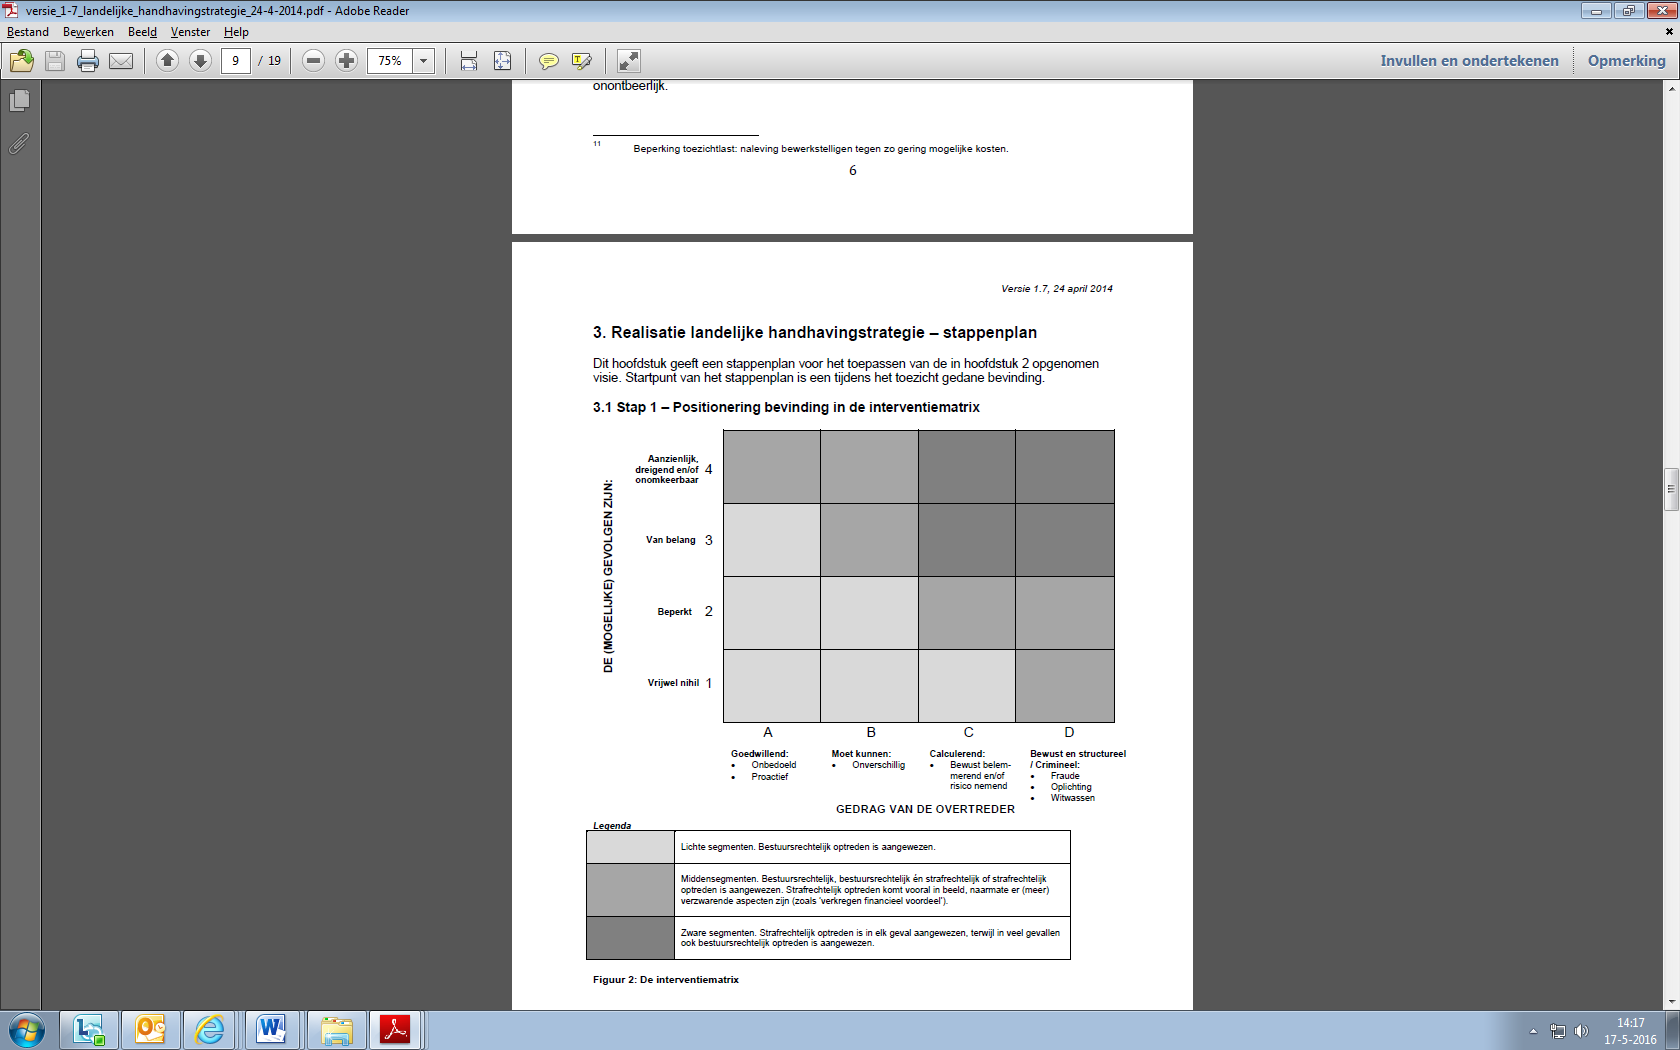 versie_1-7_landelijke_handhavingstrategie_24-4-2014.pdf - Adobe Reader
Bestand Bewerken Beeld Venster Help
9 / 19 75% Invullen en ondertekenen Opmerking
onontbeerlijk.
11 Beperking toezichtlast: naleving bewerkstelligen tegen zo gering mogelijke kosten.
6
Versie 1.7, 24 april 2014
3. Realisatie landelijke handhavingstrategie – stappenplan
Dit hoofdstuk geeft een stappenplan voor het toepassen van de in hoofdstuk 2 opgenomen
visie. Startpunt van het stappenplan is een tijdens het toezicht gedane bevinding.
3.1 Stap 1 – Positionering bevinding in de interventiematrix
DE (MOGELIJKE) GEVOLGEN ZIJN:
Aanzienlijk,
dreigend en/of 4
onomkeerbaar
Van belang 3
Beperkt 2
Vrijwel nihil 1
A B C D
Goedwillend:
• Onbedoeld
• Proactief
Moet kunnen:
• Onverschillig
Calculerend:
• Bewust belem-
merend en/of
risico nemend
Bewust en structureel
/ Crimineel:
• Fraude
• Oplichting
• Witwassen
GEDRAG VAN DE OVERTREDER
Legenda
Lichte segmenten. Bestuursrechtelijk optreden is aangewezen.
Middensegmenten. Bestuursrechtelijk, bestuursrechtelijk én strafrechtelijk of strafrechtelijk
optreden is aangewezen. Strafrechtelijk optreden komt vooral in beeld, naarmate er (meer)
verzwarende aspecten zijn (zoals 'verkregen financieel voordeel').
Zware segmenten. Strafrechtelijk optreden is in elk geval aangewezen, terwijl in veel gevallen
ook bestuursrechtelijk optreden is aangewezen.
Figuur 2: De interventiematrix
14:17
17-5-2016